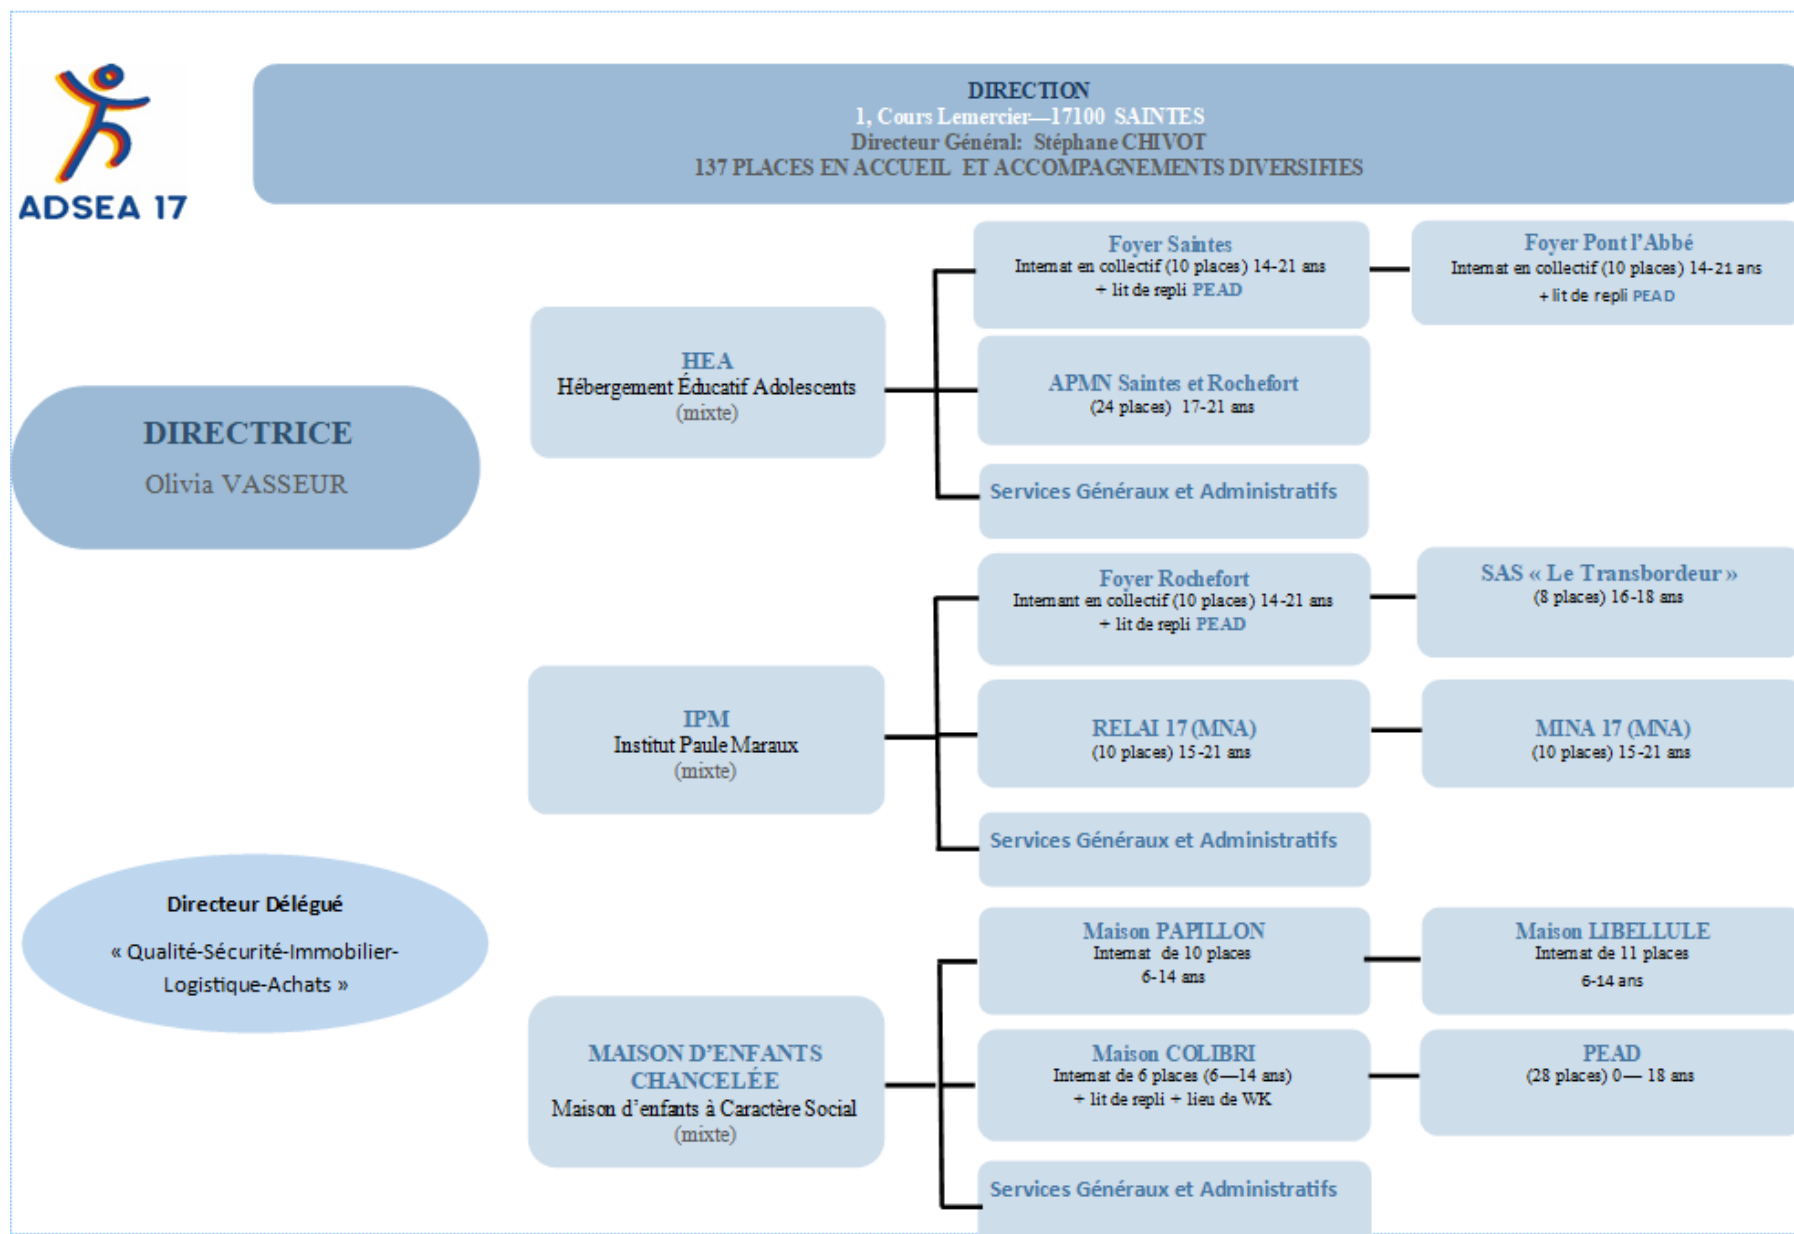 ADSEA 17
DIRECTION
1, Cours Lemercier—17100 SAINTES
Directeur Général: Stéphane CHIVOT
137 PLACES EN ACCUEIL ET ACCOMPAGNEMENTS DIVERSIFIES
DIRECTRICE
Olivia VASSEUR
Directeur Délégué
« Qualité-Sécurité-Immobilier-
Logistique-Achats »
HEA
Hébergement Éducatif Adolescents
(mixte)
Foyer Saintes
Internat en collectif (10 places) 14-21 ans
+ lit de repli PEAD
Foyer Pont l’Abbé
Internat en collectif (10 places) 14-21 ans
+ lit de repli PEAD
APMN Saintes et Rochefort
(24 places) 17-21 ans
Services Généraux et Administratifs
IPM
Institut Paule Maraux
(mixte)
Foyer Rochefort
Internant en collectif (10 places) 14-21 ans
+ lit de repli PEAD
SAS « Le Transbordeur »
(8 places) 16-18 ans
RELAI 17 (MNA)
(10 places) 15-21 ans
MINA 17 (MNA)
(10 places) 15-21 ans
Services Généraux et Administratifs
MAISON D’ENFANTS
CHANCELÉE
Maison d’enfants à Caractère Social
(mixte)
Maison PAPILLON
Internat de 10 places
6-14 ans
Maison LIBELLULE
Internat de 11 places
6-14 ans
Maison COLIBRI
Internat de 6 places (6—14 ans)
+ lit de repli + lieu de WK
PEAD
(28 places) 0— 18 ans
Services Généraux et Administratifs